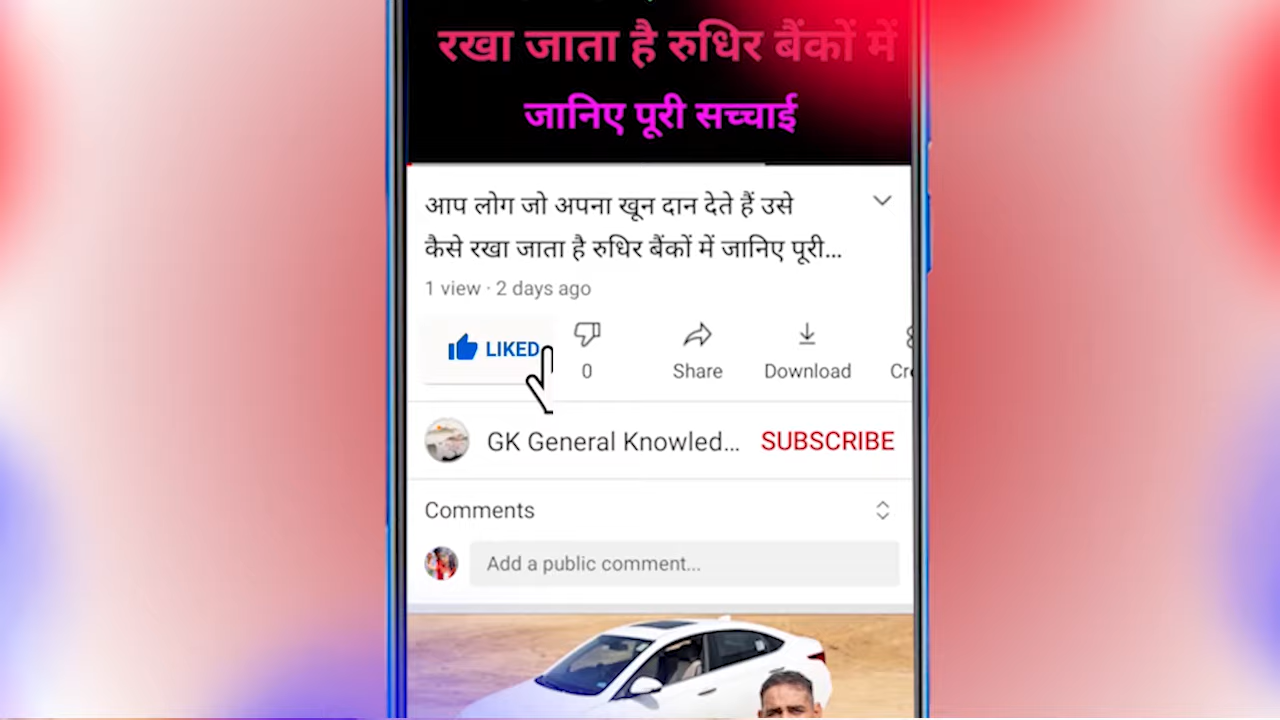 रखा जाता है रुधिर बैंकों में
जानिए पूरी सच्चाई
आप लोग जो अपना खून दान देते हैं उसे
कैसे रखा जाता है रुधिर बैंकों में जानिए पूरी...
1 view · 2 days ago
LIKED
0
Share
Download
Cr
GK General Knowled...
SUBSCRIBE
Comments
Add a public comment...